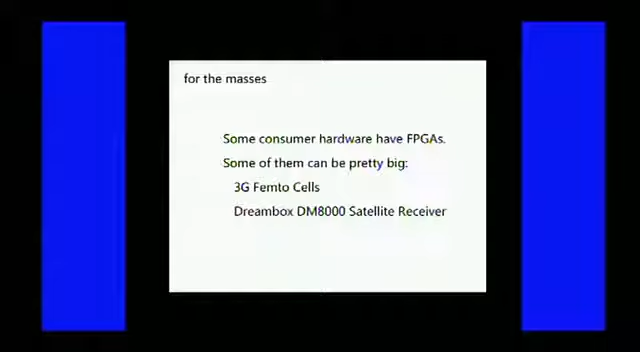 for the masses
Some consumer hardware have FPGAs.
Some of them can be pretty big:
3G Femto Cells
Dreambox DM8000 Satellite Receiver